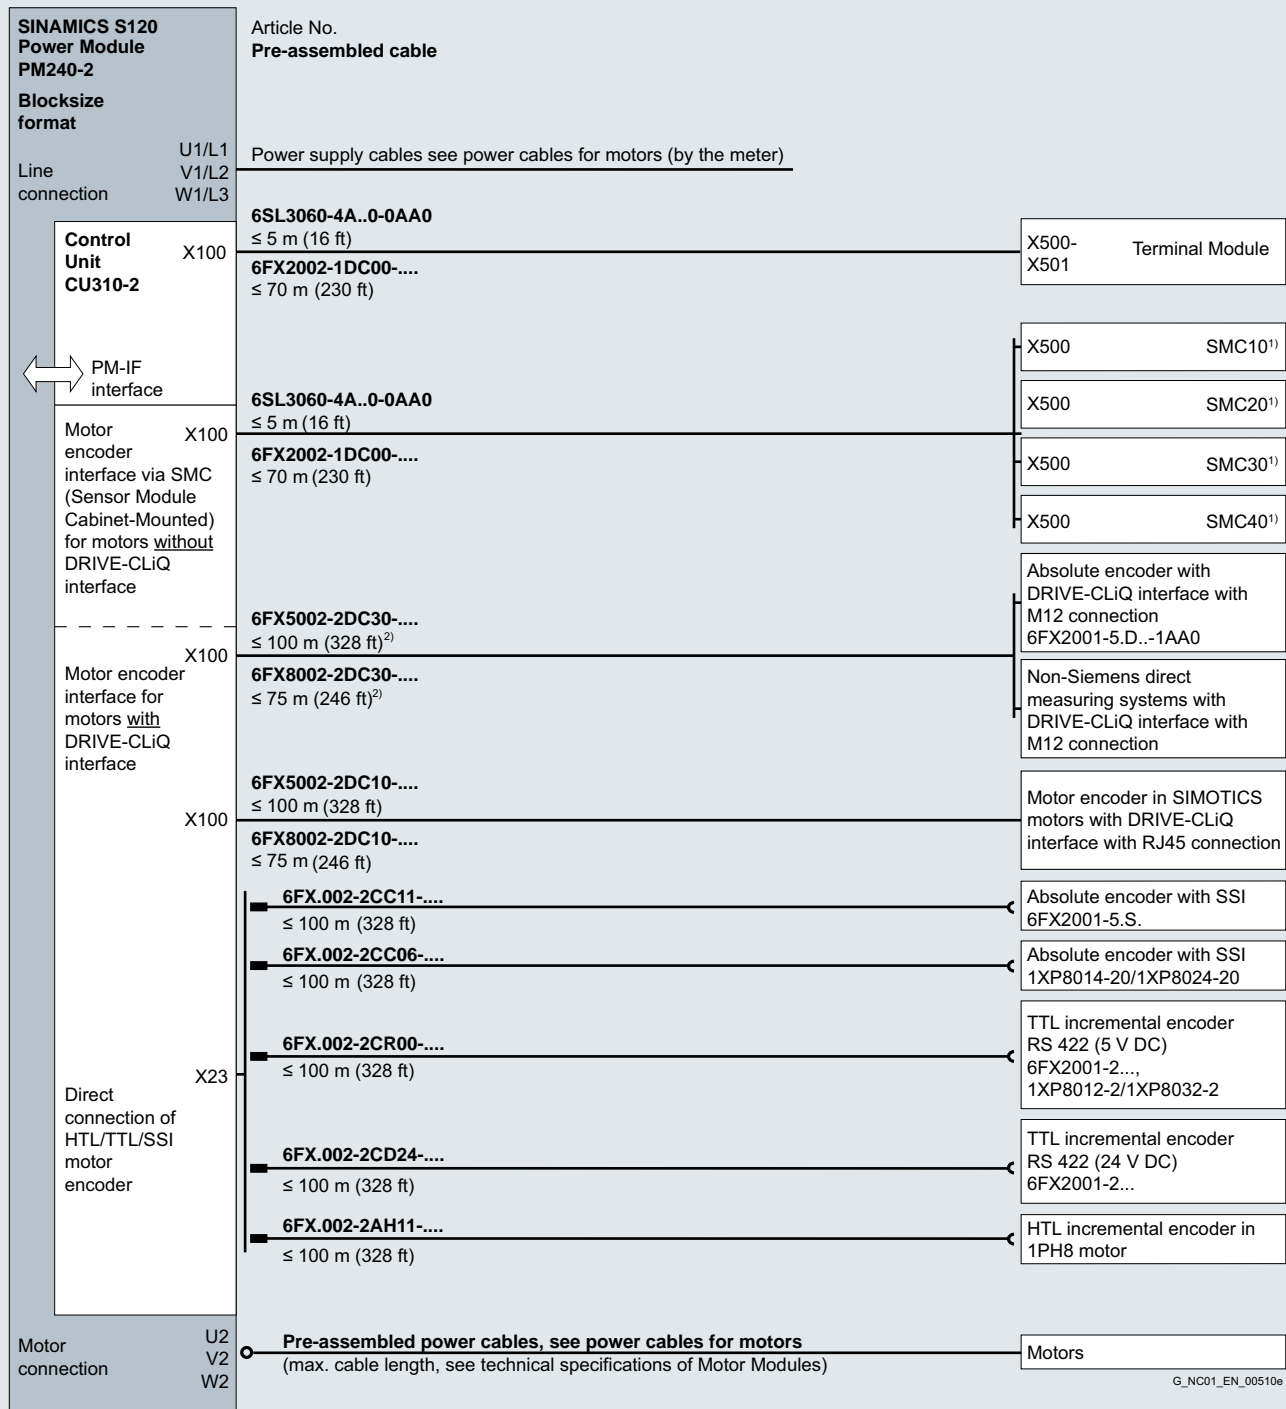 SINAMICS S120
Power Module
PM240-2
Blocksize
format
Article No.
Pre-assembled cable
Line
connection
U1/L1
V1/L2
W1/L3
Power supply cables see power cables for motors (by the meter)
Control
Unit
CU310-2
X100
6SL3060-4A..0-0AA0
≤ 5 m (16 ft)
6FX2002-1DC00-....
≤ 70 m (230 ft)
X500-
X501
Terminal Module
PM-IF
interface
X500 SMC10¹⁾
X500 SMC20¹⁾
X500 SMC30¹⁾
X500 SMC40¹⁾
Motor
encoder
interface via SMC
(Sensor Module
Cabinet-Mounted)
for motors without
DRIVE-CLiQ
interface
X100
6SL3060-4A..0-0AA0
≤ 5 m (16 ft)
6FX2002-1DC00-....
≤ 70 m (230 ft)
Motor encoder
interface for
motors with
DRIVE-CLiQ
interface
X100
6FX5002-2DC30-....
≤ 100 m (328 ft)²⁾
6FX8002-2DC30-....
≤ 75 m (246 ft)²⁾
Absolute encoder with
DRIVE-CLiQ interface with
M12 connection
6FX2001-5.D..-1AA0
Non-Siemens direct
measuring systems with
DRIVE-CLiQ interface with
M12 connection
X100
6FX5002-2DC10-....
≤ 100 m (328 ft)
6FX8002-2DC10-....
≤ 75 m (246 ft)
Motor encoder in SIMOTICS
motors with DRIVE-CLiQ
interface with RJ45 connection
Direct
connection of
HTL/TTL/SSI
motor
encoder
X23
6FX.002-2CC11-....
≤ 100 m (328 ft)
Absolute encoder with SSI
6FX2001-5.S.
6FX.002-2CC06-....
≤ 100 m (328 ft)
Absolute encoder with SSI
1XP8014-20/1XP8024-20
6FX.002-2CR00-....
≤ 100 m (328 ft)
TTL incremental encoder
RS 422 (5 V DC)
6FX2001-2...,
1XP8012-2/1XP8032-2
6FX.002-2CD24-....
≤ 100 m (328 ft)
TTL incremental encoder
RS 422 (24 V DC)
6FX2001-2...
6FX.002-2AH11-....
≤ 100 m (328 ft)
HTL incremental encoder in
1PH8 motor
Motor
connection
U2
V2
W2
Pre-assembled power cables, see power cables for motors
(max. cable length, see technical specifications of Motor Modules)
Motors
G_NC01_EN_00510e